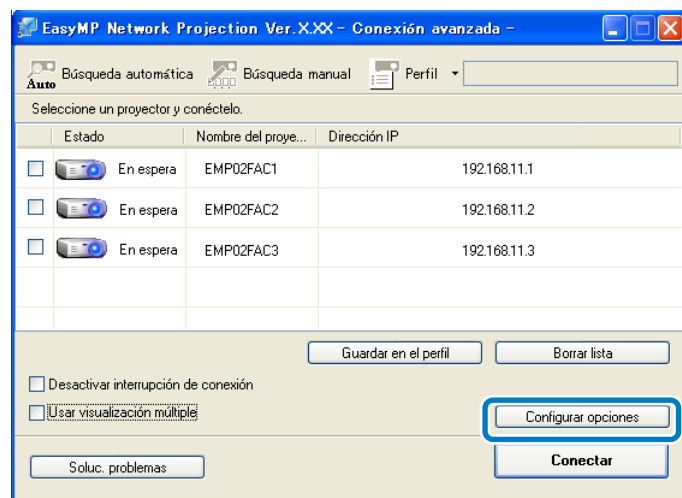 EasyMP Network Projection Ver.X.XX - Conexión avanzada -
Auto Búsqueda automática Búsqueda manual Perfil
Seleccione un proyector y conéctelo.
Estado Nombre del proye... Dirección IP
En espera EMP02FAC1 192.168.11.1
En espera EMP02FAC2 192.168.11.2
En espera EMP02FAC3 192.168.11.3
Guardar en el perfil Borrar lista
Desactivar interrupción de conexión
Usar visualización múltiple
Configurar opciones
Soluc. problemas Conectar